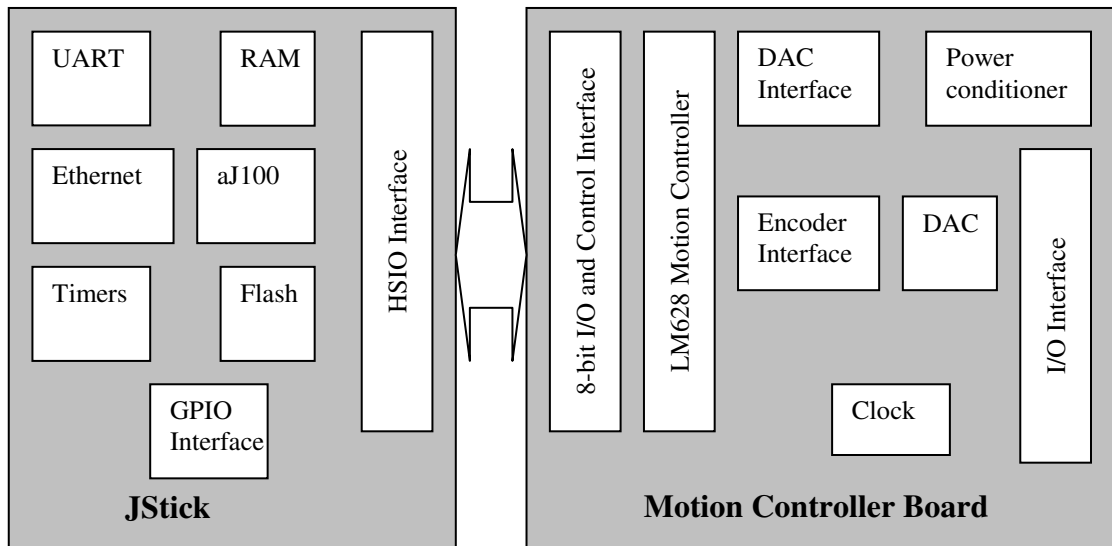 UART
RAM
Ethernet
aJ100
Timers
Flash
GPIO
Interface
HSIO Interface
JStick
8-bit I/O and Control Interface
LM628 Motion Controller
DAC
Interface
Power
conditioner
Encoder
Interface
DAC
I/O Interface
Clock
Motion Controller Board